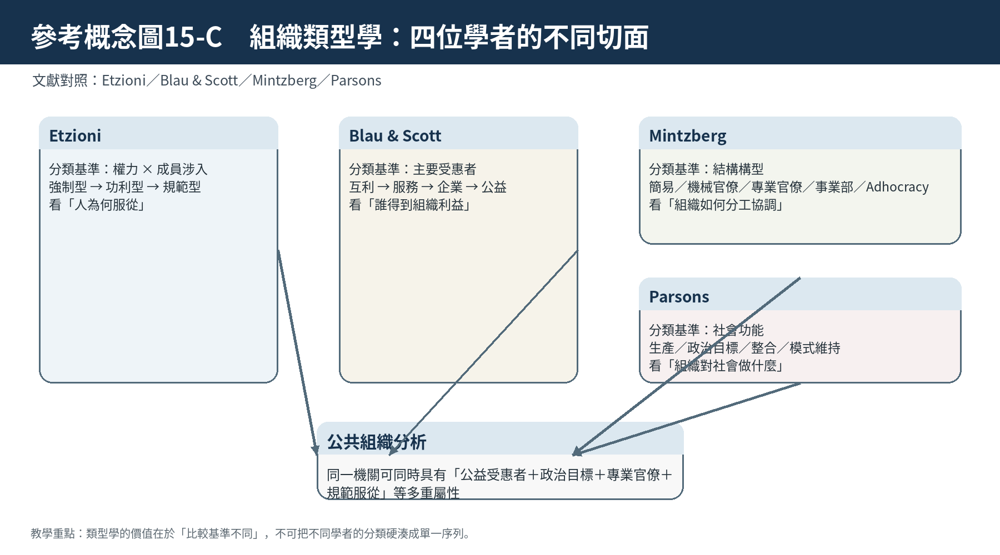 參考概念圖15-C　組織類型學：四位學者的不同切面
文獻對照：Etzioni／Blau & Scott／Mintzberg／Parsons
Etzioni
分類基準：權力 × 成員涉入
強制型 → 功利型 → 規範型
看「人為何服從」
Blau & Scott
分類基準：主要受惠者
互利 → 服務 → 企業 → 公益
看「誰得到組織利益」
Mintzberg
分類基準：結構構型
簡易／機械官僚／專業官僚／事業部／Adhocracy
看「組織如何分工協調」
Parsons
分類基準：社會功能
生產／政治目標／整合／模式維持
看「組織對社會做什麼」
公共組織分析
同一機關可同時具有「公益受惠者＋政治目標＋專業官僚＋
規範服從」等多重屬性
教學重點：類型學的價值在於「比較基準不同」，不可把不同學者的分類硬湊成單一序列。